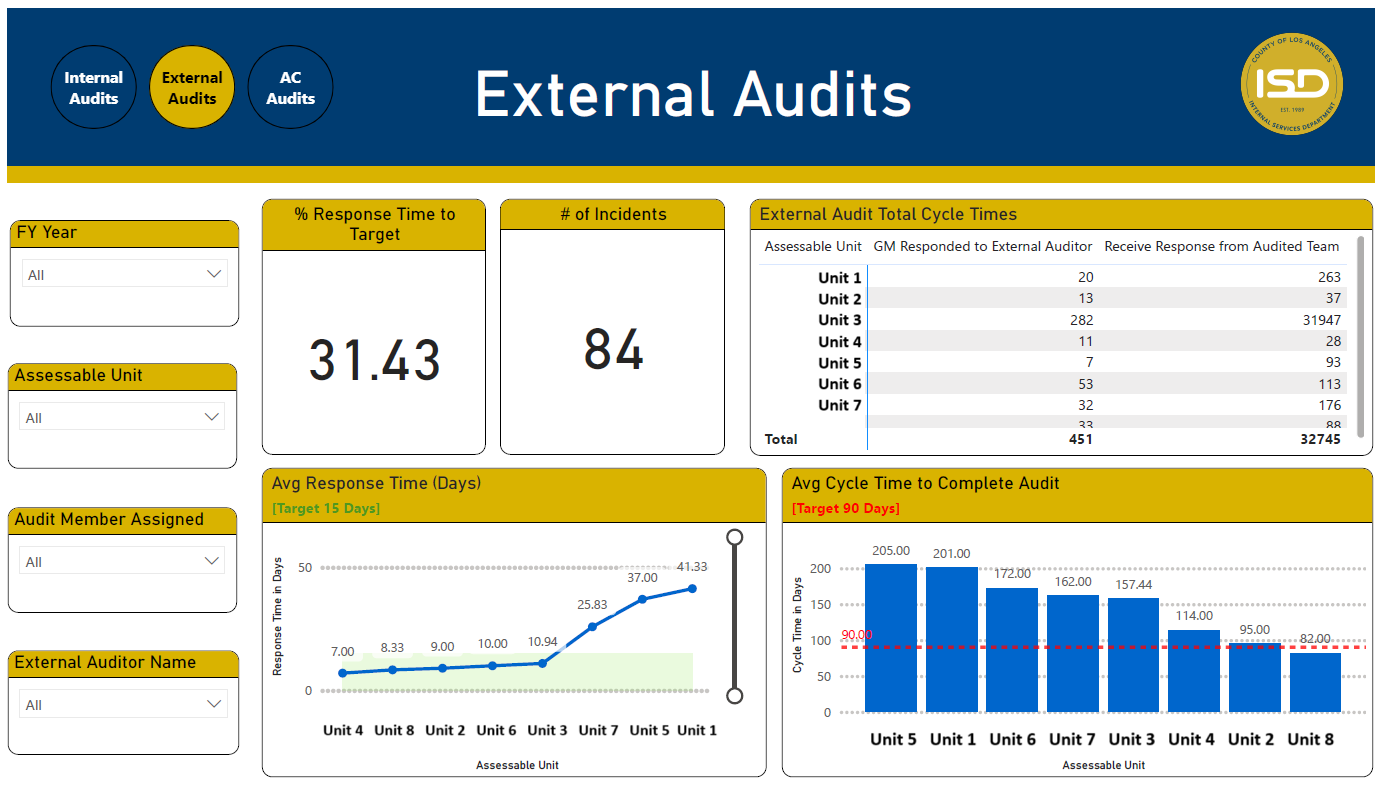 Internal
Audits
External
Audits
AC
Audits
External Audits
COUNTY OF LOS ANGELES
ISD
EST. 1989
INTERNAL SERVICES DEPARTMENT
FY Year
All
Assessable Unit
All
Audit Member Assigned
All
External Auditor Name
All
% Response Time to
Target
31.43
# of Incidents
84
External Audit Total Cycle Times
Assessable Unit GM Responded to External Auditor Receive Response from Audited Team
Unit 1 20 263
Unit 2 13 37
Unit 3 282 31947
Unit 4 11 28
Unit 5 7 93
Unit 6 53 113
Unit 7 32 176
33 88
Total 451 32745
Avg Response Time (Days)
[Target 15 Days]
Response Time in Days
50
0
7.00 8.33 9.00 10.00 10.94 25.83 37.00 41.33
Unit 4 Unit 8 Unit 2 Unit 6 Unit 3 Unit 7 Unit 5 Unit 1
Assessable Unit
Avg Cycle Time to Complete Audit
[Target 90 Days]
Cycle Time in Days
200
150
100
50
0
90.00
205.00 201.00 172.00 162.00 157.44 114.00 95.00 82.00
Unit 5 Unit 1 Unit 6 Unit 7 Unit 3 Unit 4 Unit 2 Unit 8
Assessable Unit